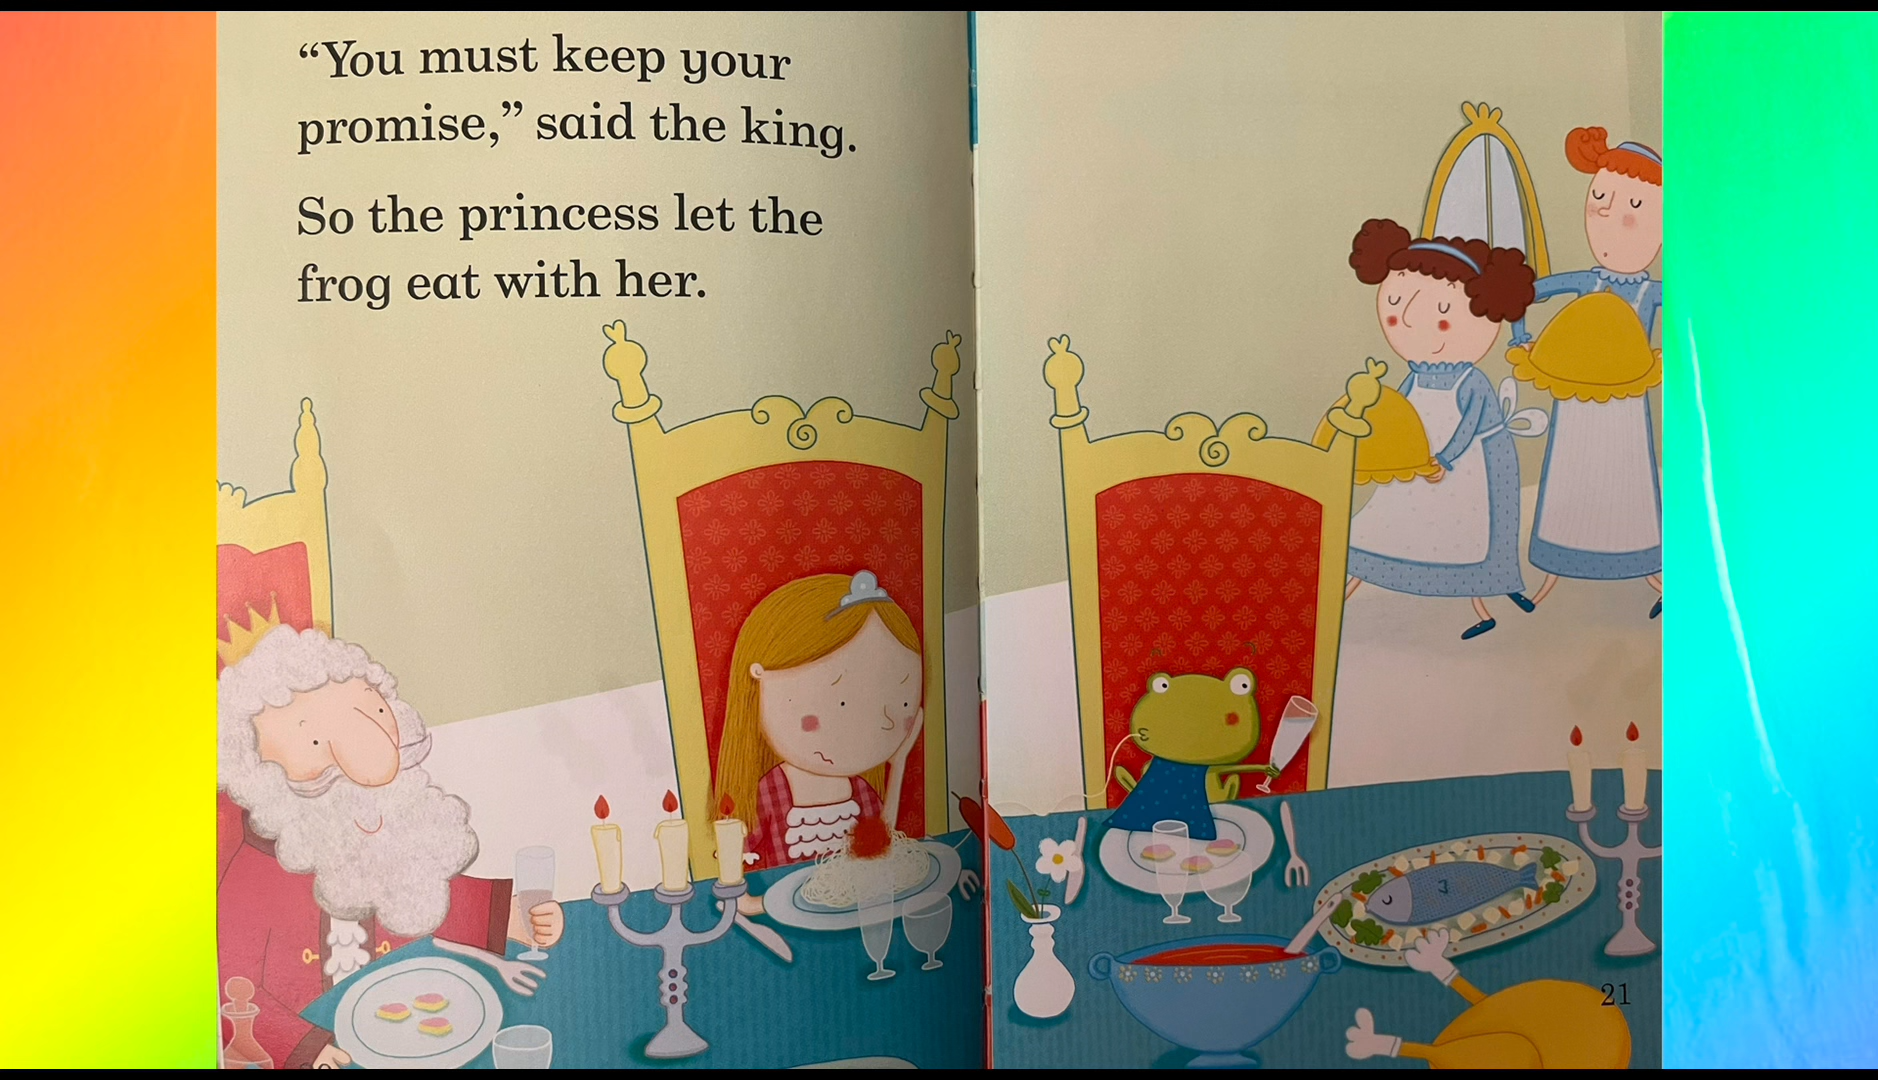 “You must keep your
promise,” said the king.
So the princess let the
frog eat with her.
21